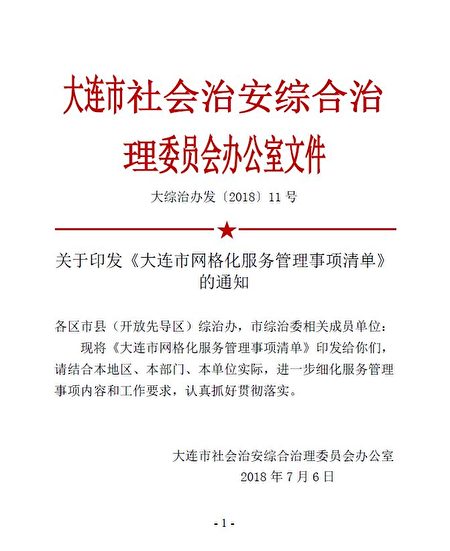 大连市社会治安综合治
理委员会办公室文件
大综治办发〔2018〕11 号
关于印发《大连市网格化服务管理事项清单》
的通知
各区市县（开放先导区）综治办，市综治委相关成员单位：
现将《大连市网格化服务管理事项清单》印发给你们，
请结合本地区、本部门、本单位实际，进一步细化服务管理
事项内容和工作要求，认真抓好贯彻落实。
大连市社会治安综合治理委员会办公室
2018 年 7 月 6 日
- 1 -